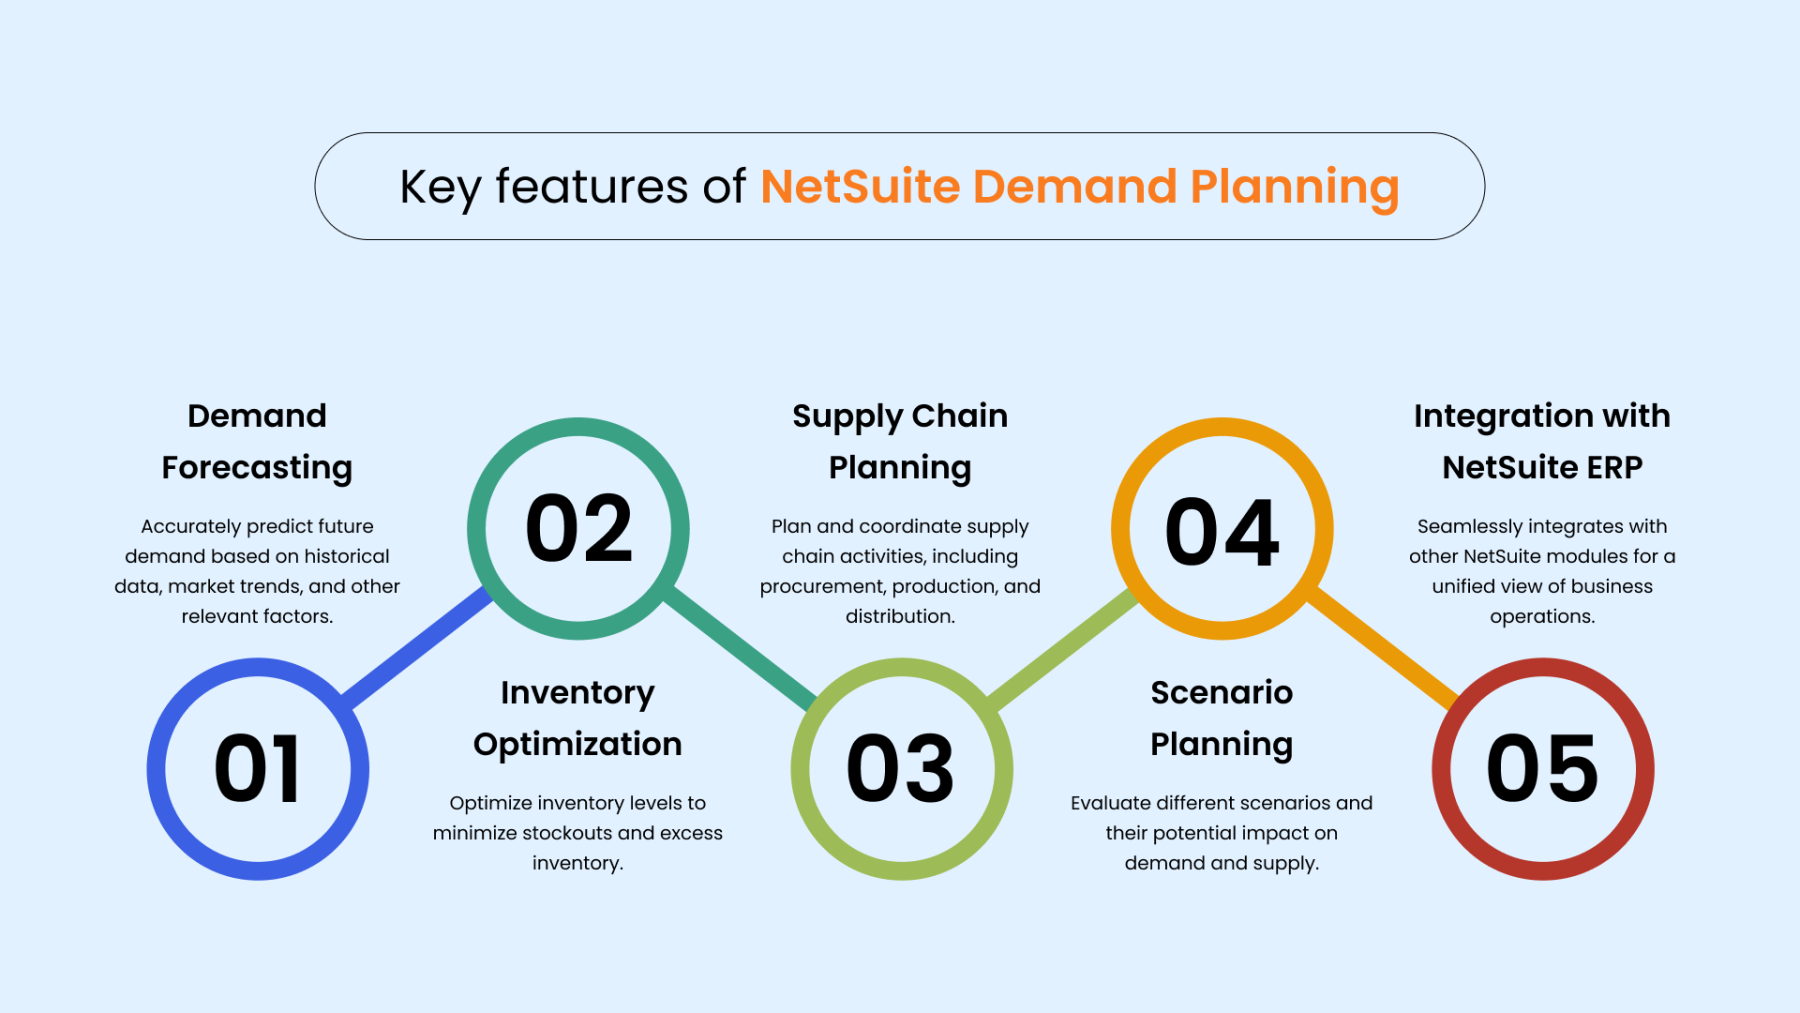 Key features of NetSuite Demand Planning
Demand
Forecasting
Accurately predict future
demand based on historical
data, market trends, and other
relevant factors.
01
02
Inventory
Optimization
Optimize inventory levels to
minimize stockouts and excess
inventory.
Supply Chain
Planning
Plan and coordinate supply
chain activities, including
procurement, production, and
distribution.
03
04
Scenario
Planning
Evaluate different scenarios and
their potential impact on
demand and supply.
Integration with
NetSuite ERP
Seamlessly integrates with
other NetSuite modules for a
unified view of business
operations.
05